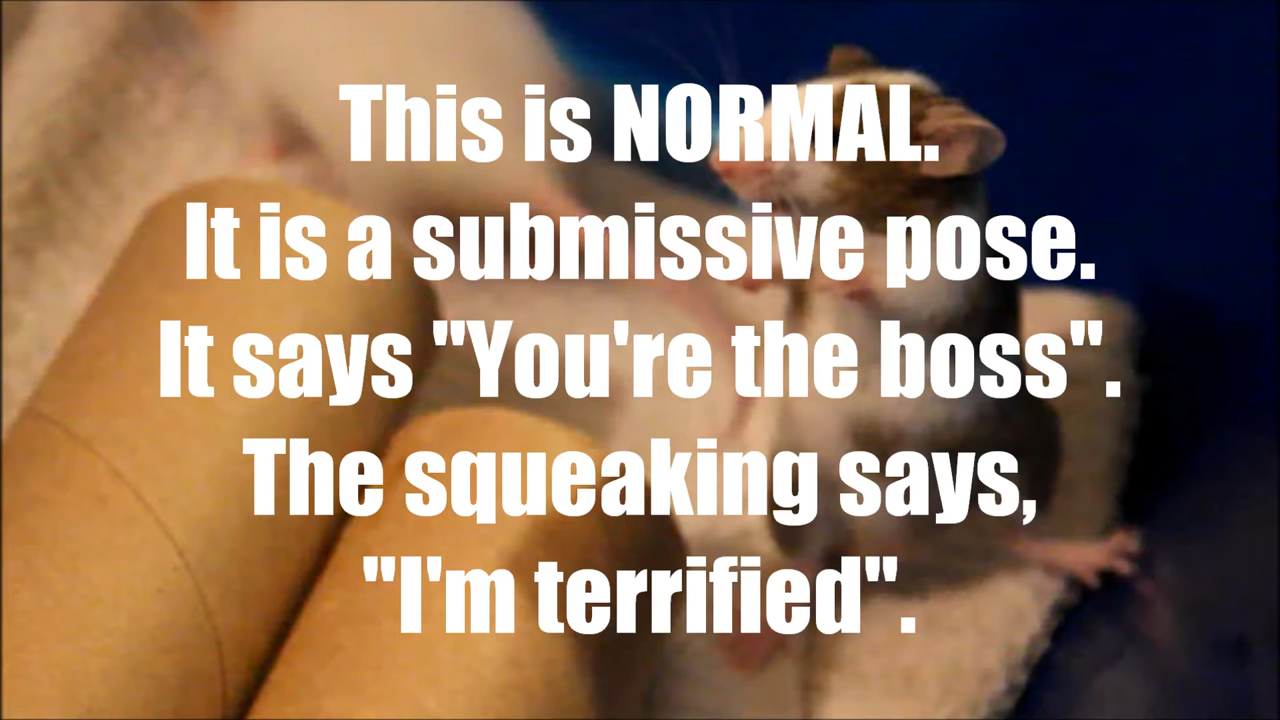 This is NORMAL.
It is a submissive pose.
It says "You're the boss".
The squeaking says,
"I'm terrified".